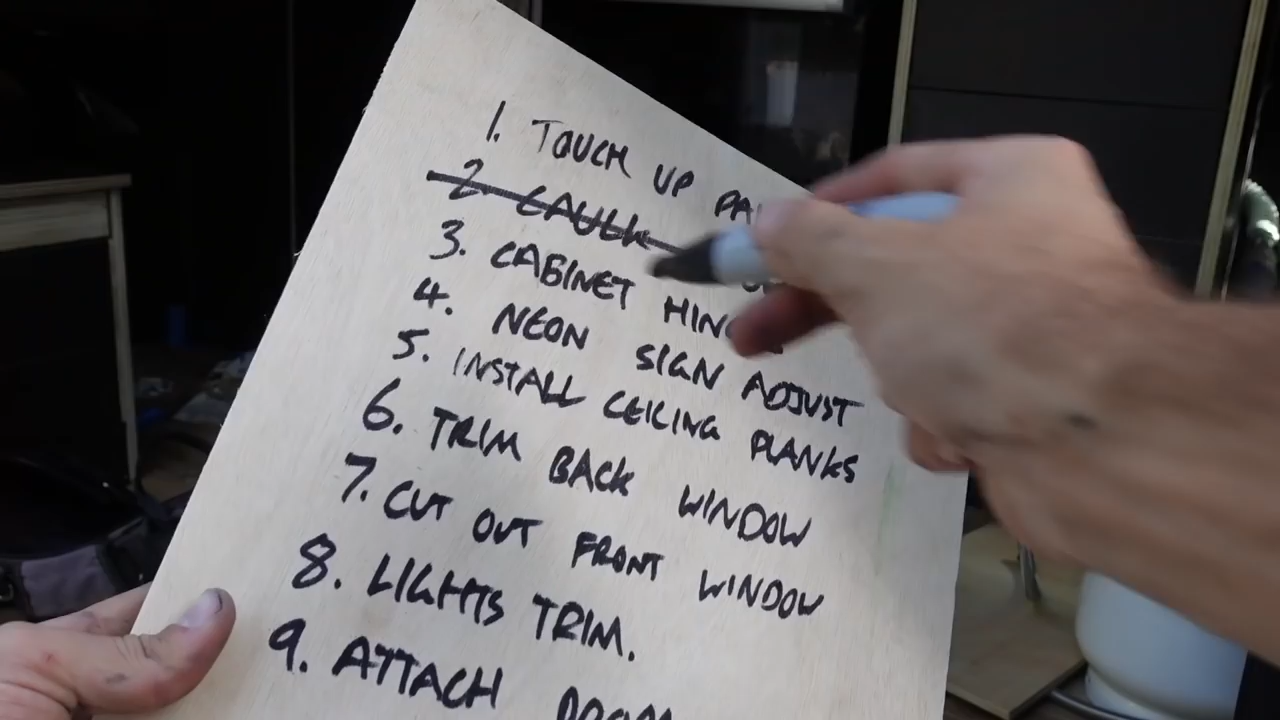 1. TOUCH UP
2. CAULK
3. CABINET
4. NEON SIGN ADJUST
5. INSTALL CEILING PLANKS
6. TRIM BACK WINDOW
7. CUT OUT FRONT WINDOW
8. LIGHTS TRIM.
9. ATTACH